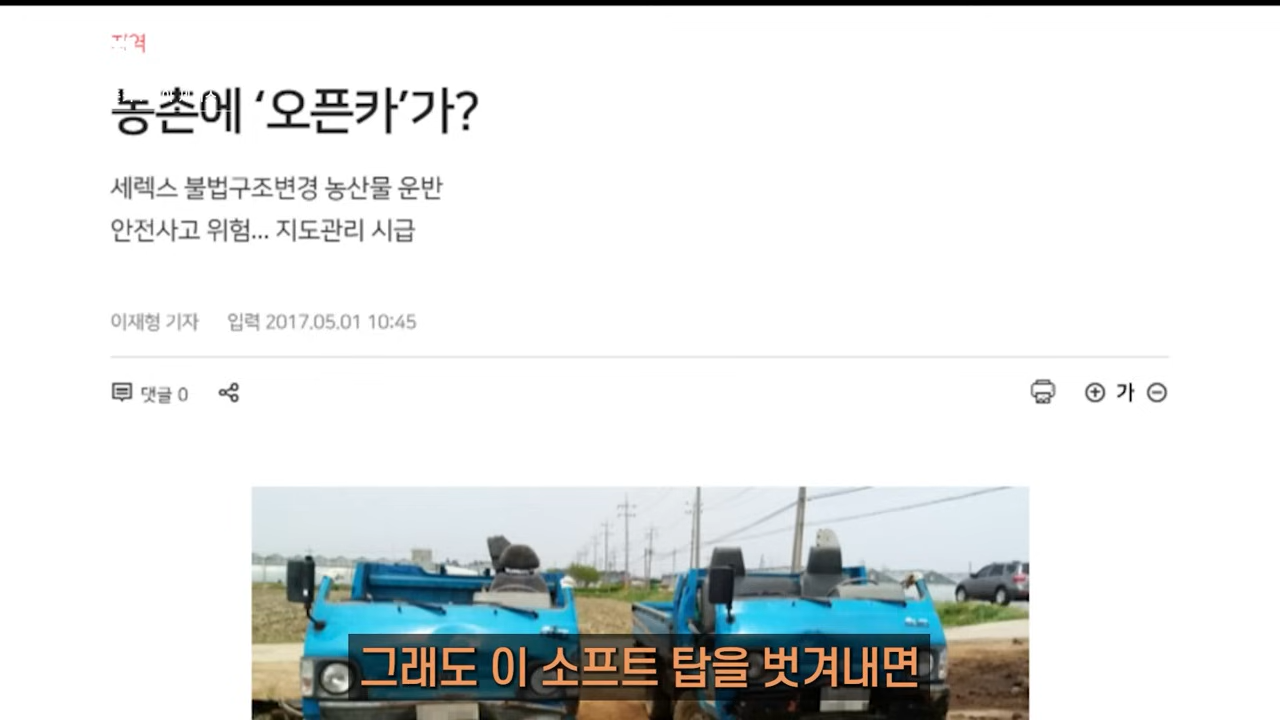 지역
농촌에 ‘오픈카’가?
세렉스 불법구조변경 농산물 운반
안전사고 위험... 지도관리 시급
이재형 기자 입력 2017.05.01 10:45
댓글 0
가
그래도 이 소프트 탑을 벗겨내면